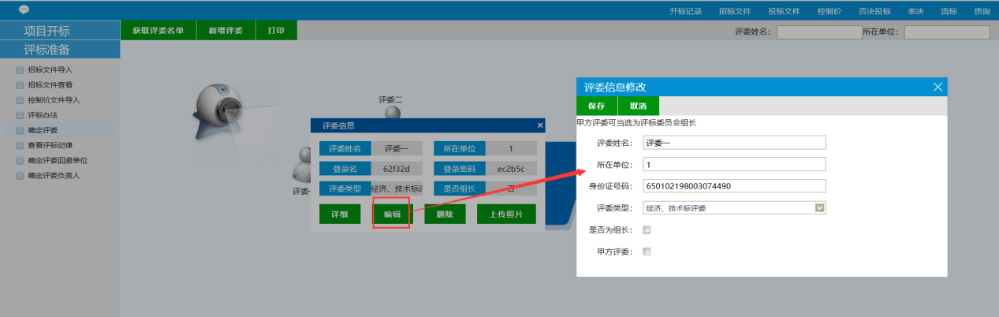 开标记录 招标文件 投标文件 控制价 否决投标 表决 流标 质询
项目开标
获取评委名单 新增评委 打印 评委姓名： 所在单位：
评标准备
招标文件导入
招标文件查看
控制价文件导入
评标办法
确定评委
查看评标纪律
确定评委回避单位
确定评委负责人
评委二
评委信息
评委姓名 评委一 所在单位 1
登录名 62f32d 登录密码 ec2b5c
评委类型 经济、技术标评 是否组长 否
详细 编辑 删除 上传照片
评委信息修改
保存 取消
甲方评委可当选为评标委员会组长
评委姓名： 评委一
所在单位： 1
身份证号码： 650102198003074490
评委类型： 经济、技术标评委
是否为组长：
甲方评委：